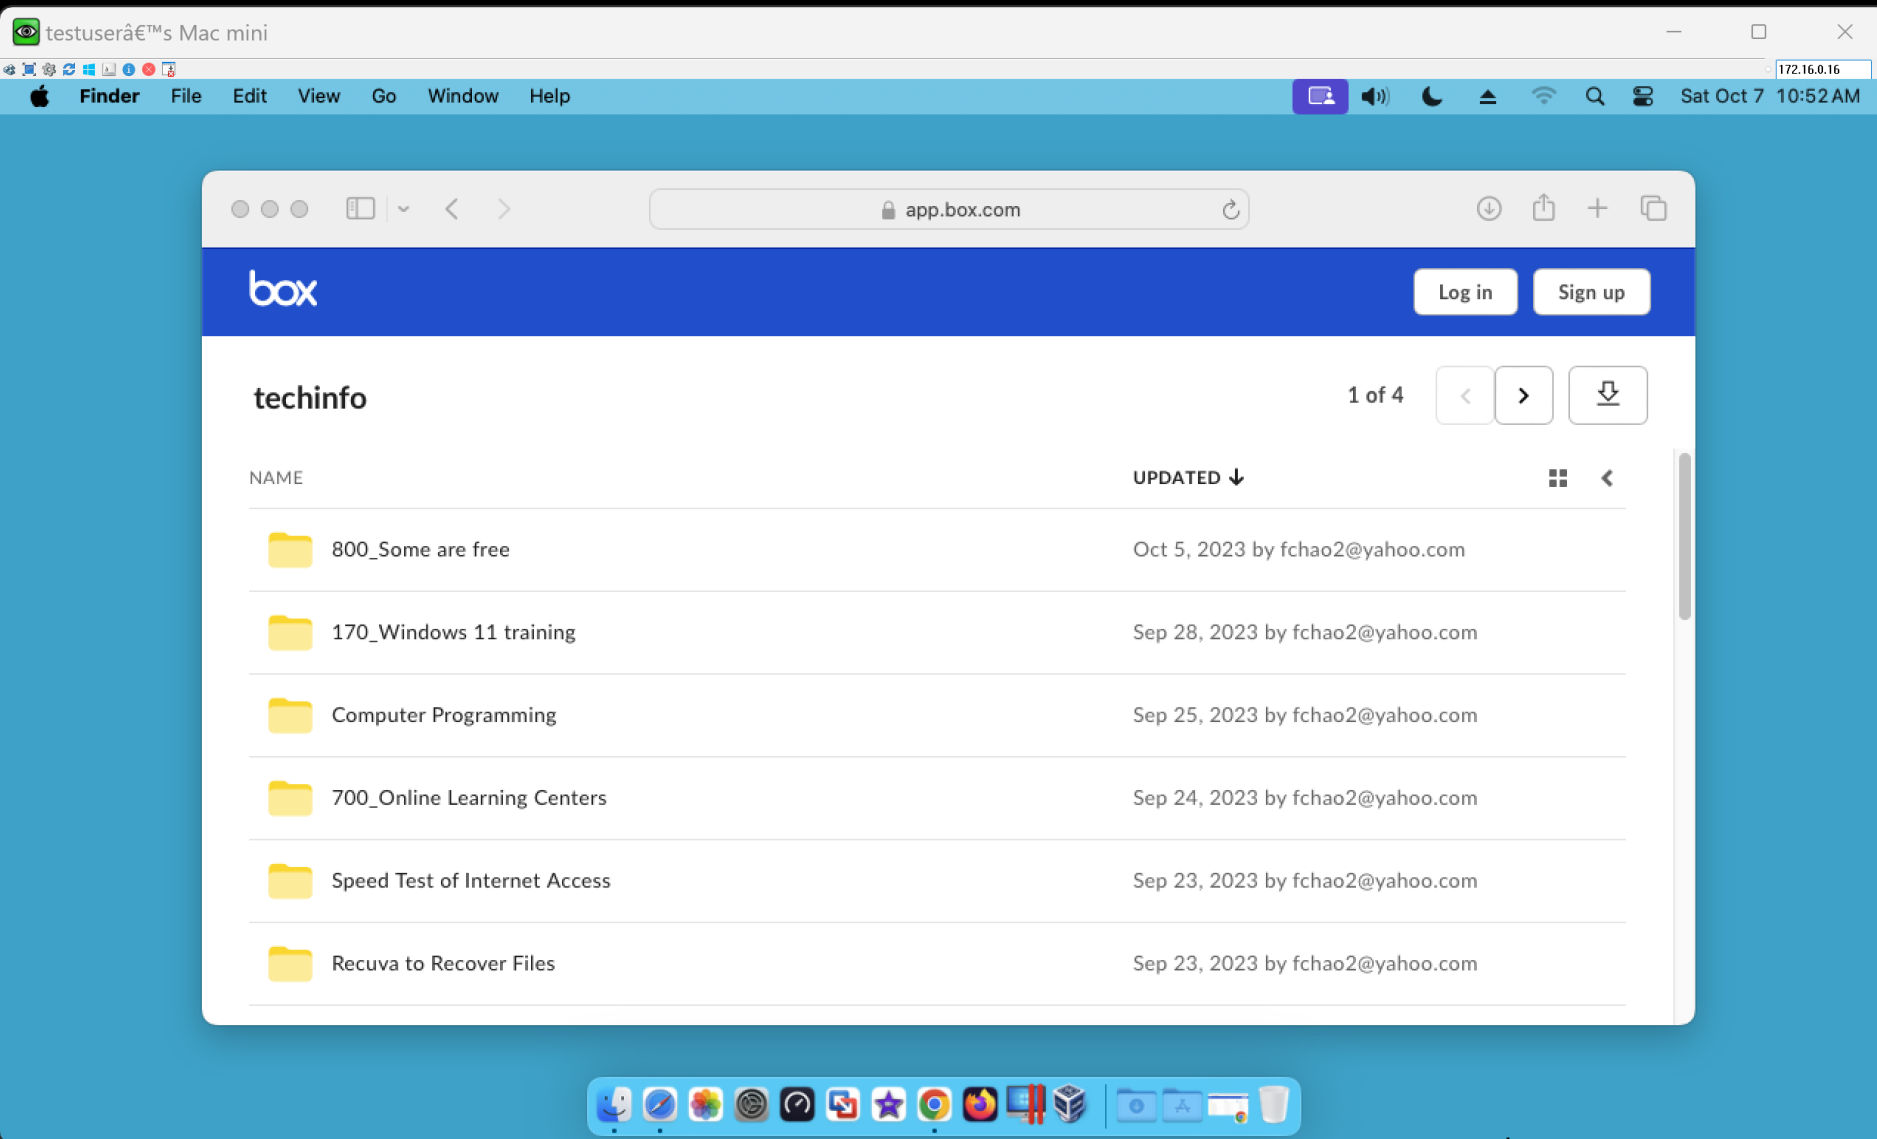 testuserâ€™s Mac mini
172.16.0.16
Finder File Edit View Go Window Help
Sat Oct 7 10:52 AM
app.box.com
box
Log in
Sign up
techinfo
1 of 4
NAME
UPDATED
800_Some are free
Oct 5, 2023 by fchao2@yahoo.com
170_Windows 11 training
Sep 28, 2023 by fchao2@yahoo.com
Computer Programming
Sep 25, 2023 by fchao2@yahoo.com
700_Online Learning Centers
Sep 24, 2023 by fchao2@yahoo.com
Speed Test of Internet Access
Sep 23, 2023 by fchao2@yahoo.com
Recuva to Recover Files
Sep 23, 2023 by fchao2@yahoo.com